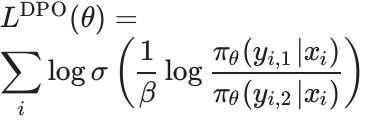 L^DPO(θ) =
∑_i log σ ( 1/β log π_θ(y_{i,1}|x_i) / π_θ(y_{i,2}|x_i) )